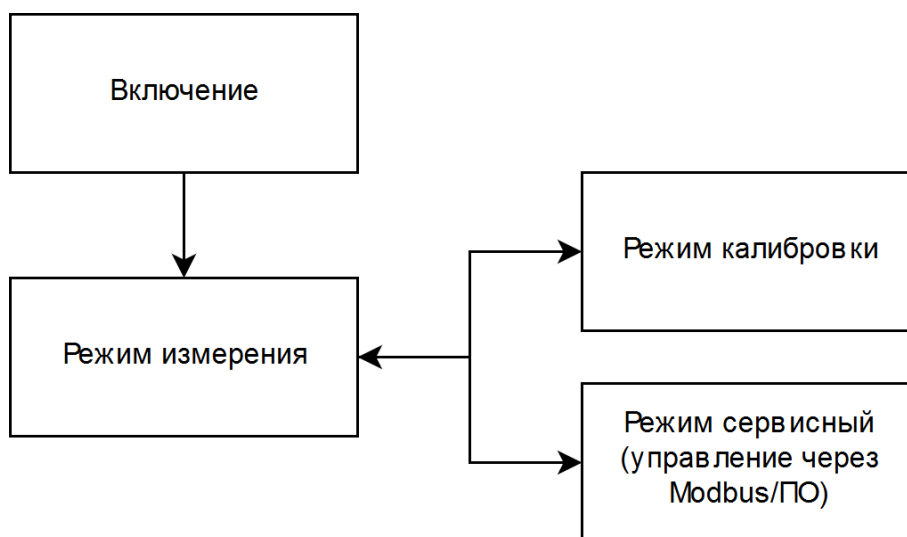 Включение
Режим калибровки
Режим измерения
Режим сервисный
(управление через
Modbus/ПО)